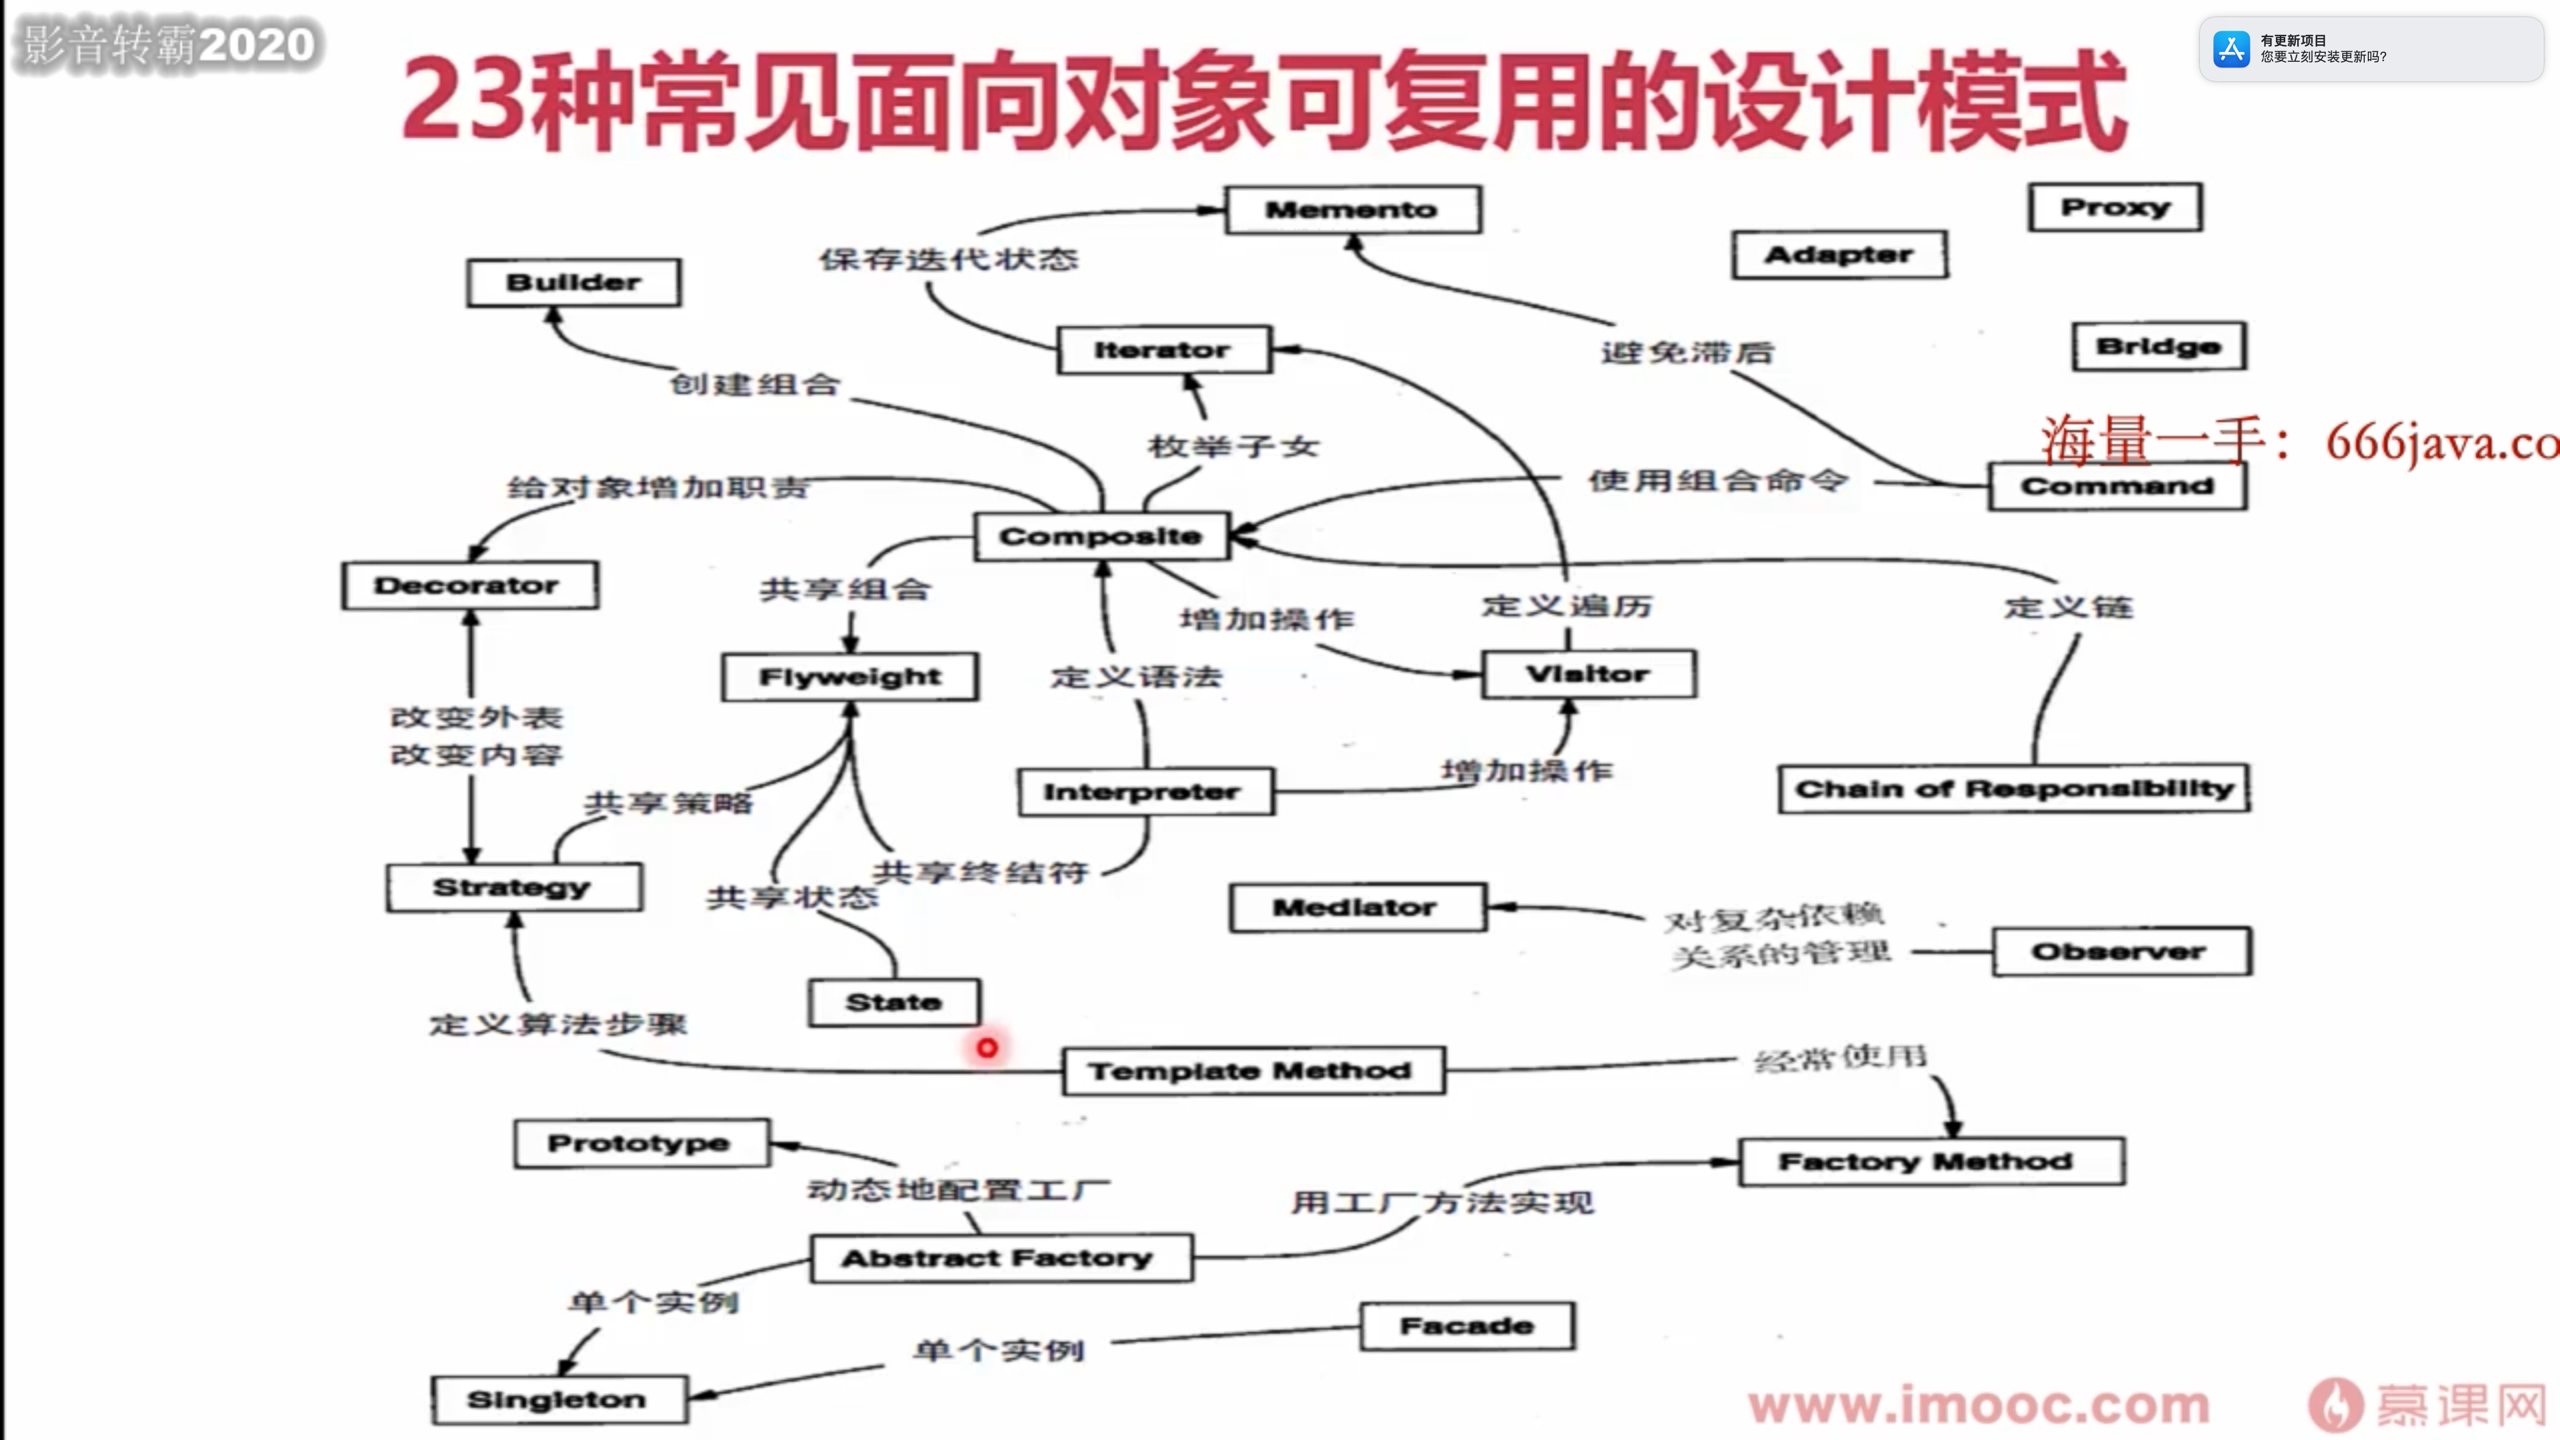 影音转霸2020
有更新项目
您要立刻安装更新吗?
23种常见面向对象可复用的设计模式
Memento
Proxy
Adapter
保存迭代状态
Builder
Iterator
避免滞后
Bridge
创建组合
海量一手：666java.co
枚举子女
给对象增加职责
使用组合命令
Command
Composite
Decorator
共享组合
增加操作
定义遍历
定义链
Flyweight
定义语法
Visitor
改变外表
改变内容
共享策略
Interpreter
增加操作
Chain of Responsibility
Strategy
共享状态
共享终结符
Mediator
对复杂依赖
关系的管理
Observer
State
定义算法步骤
Template Method
经常使用
Prototype
Factory Method
动态地配置工厂
用工厂方法实现
Abstract Factory
单个实例
Facade
单个实例
Singleton
www.imooc.com
慕课网